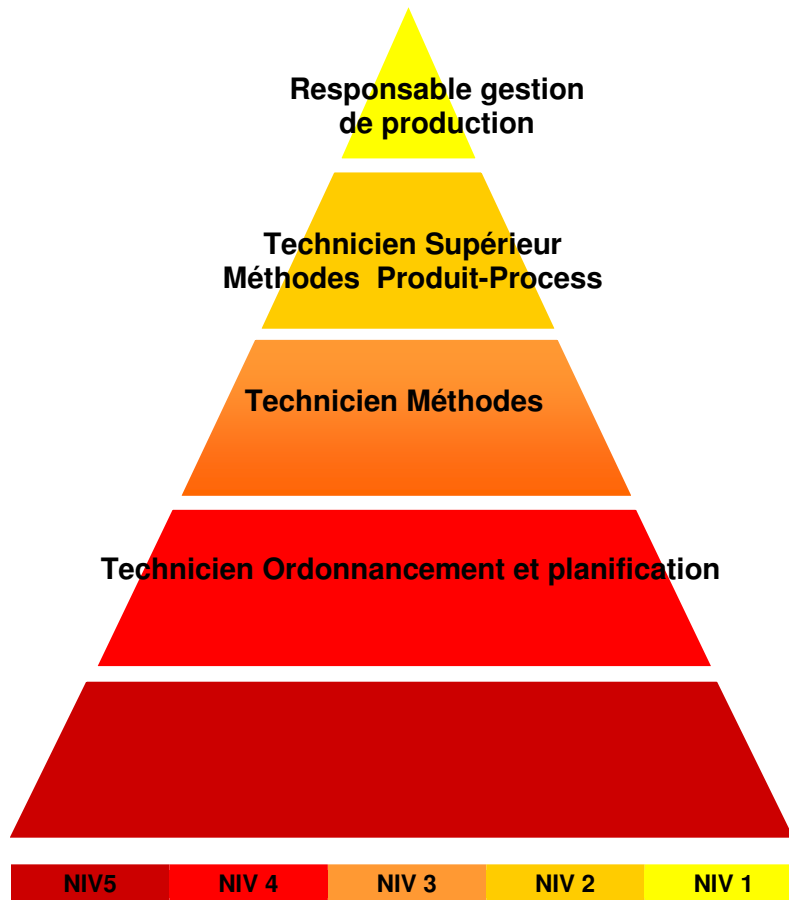 Responsable gestion
de production
Technicien Supérieur
Méthodes Produit-Process
Technicien Méthodes
Technicien Ordonnancement et planification
NIV5 NIV 4 NIV 3 NIV 2 NIV 1